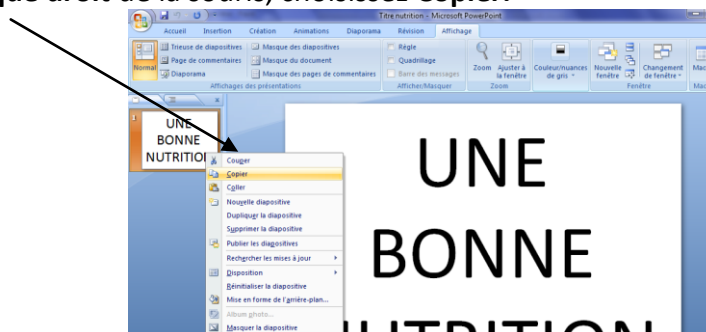 que droit de la souris, choisissez Copier.
Titre nutrition - Microsoft PowerPoint
Accueil Insertion Création Animations Diaporama Révision Affichage
Normal
Trieuse de diapositives
Page de commentaires
Diaporama
Masque des diapositives
Masque du document
Masque des pages de commentaires
Affichages des présentations
Règle
Quadrillage
Barre des messages
Afficher/Masquer
Zoom
Ajuster à la fenêtre
Zoom
Couleur/nuances de gris
Nouvelle fenêtre
Changement de fenêtre
Fenêtre
Mac
Mac
1
UNE
BONNE
NUTRITION
Couper
Copier
Coller
Nouvelle diapositive
Dupliquer la diapositive
Supprimer la diapositive
Publier les diapositives
Rechercher les mises à jour
Disposition
Réinitialiser la diapositive
Mise en forme de l'arrière-plan...
Album photo...
Masquer la diapositive
UNE
BONNE
NUTRITION